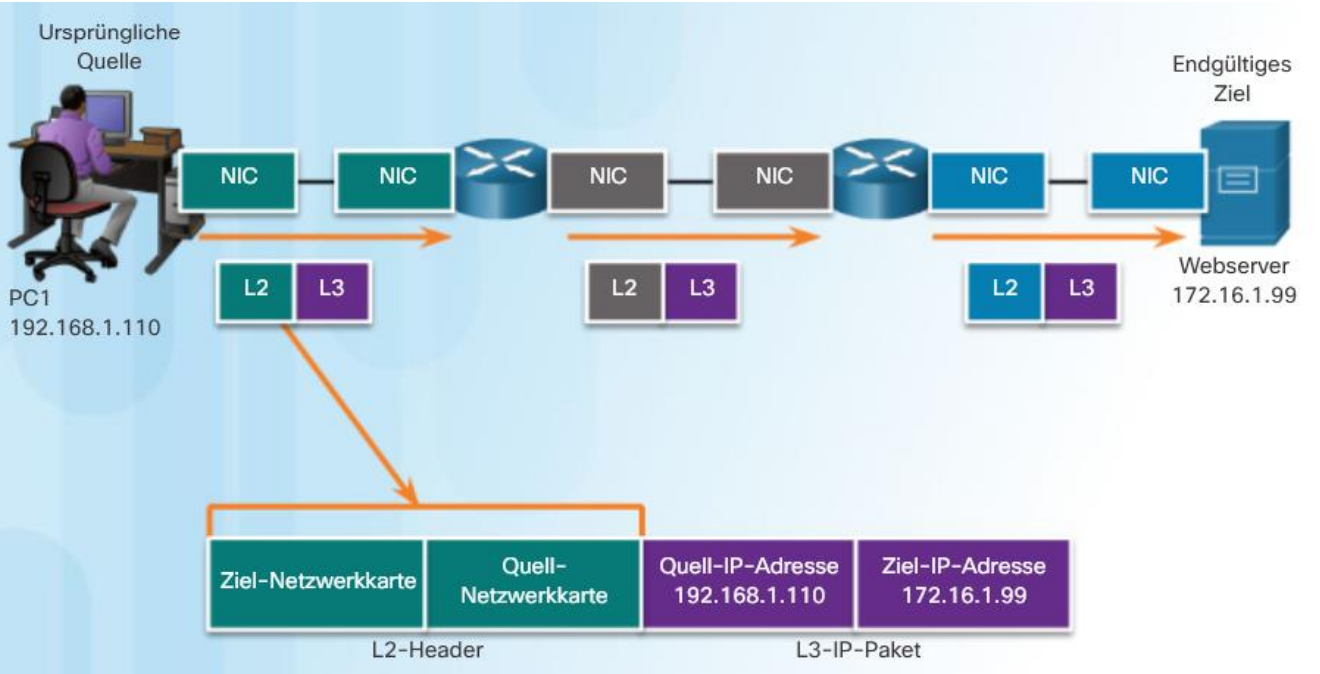 Ursprüngliche
Quelle
Endgültiges
Ziel
NIC NIC NIC NIC NIC NIC
L2 L3 L2 L3 L2 L3
PC1
192.168.1.110
Webserver
172.16.1.99
Ziel-Netzwerkkarte
Quell-
Netzwerkkarte
Quell-IP-Adresse
192.168.1.110
Ziel-IP-Adresse
172.16.1.99
L2-Header
L3-IP-Paket